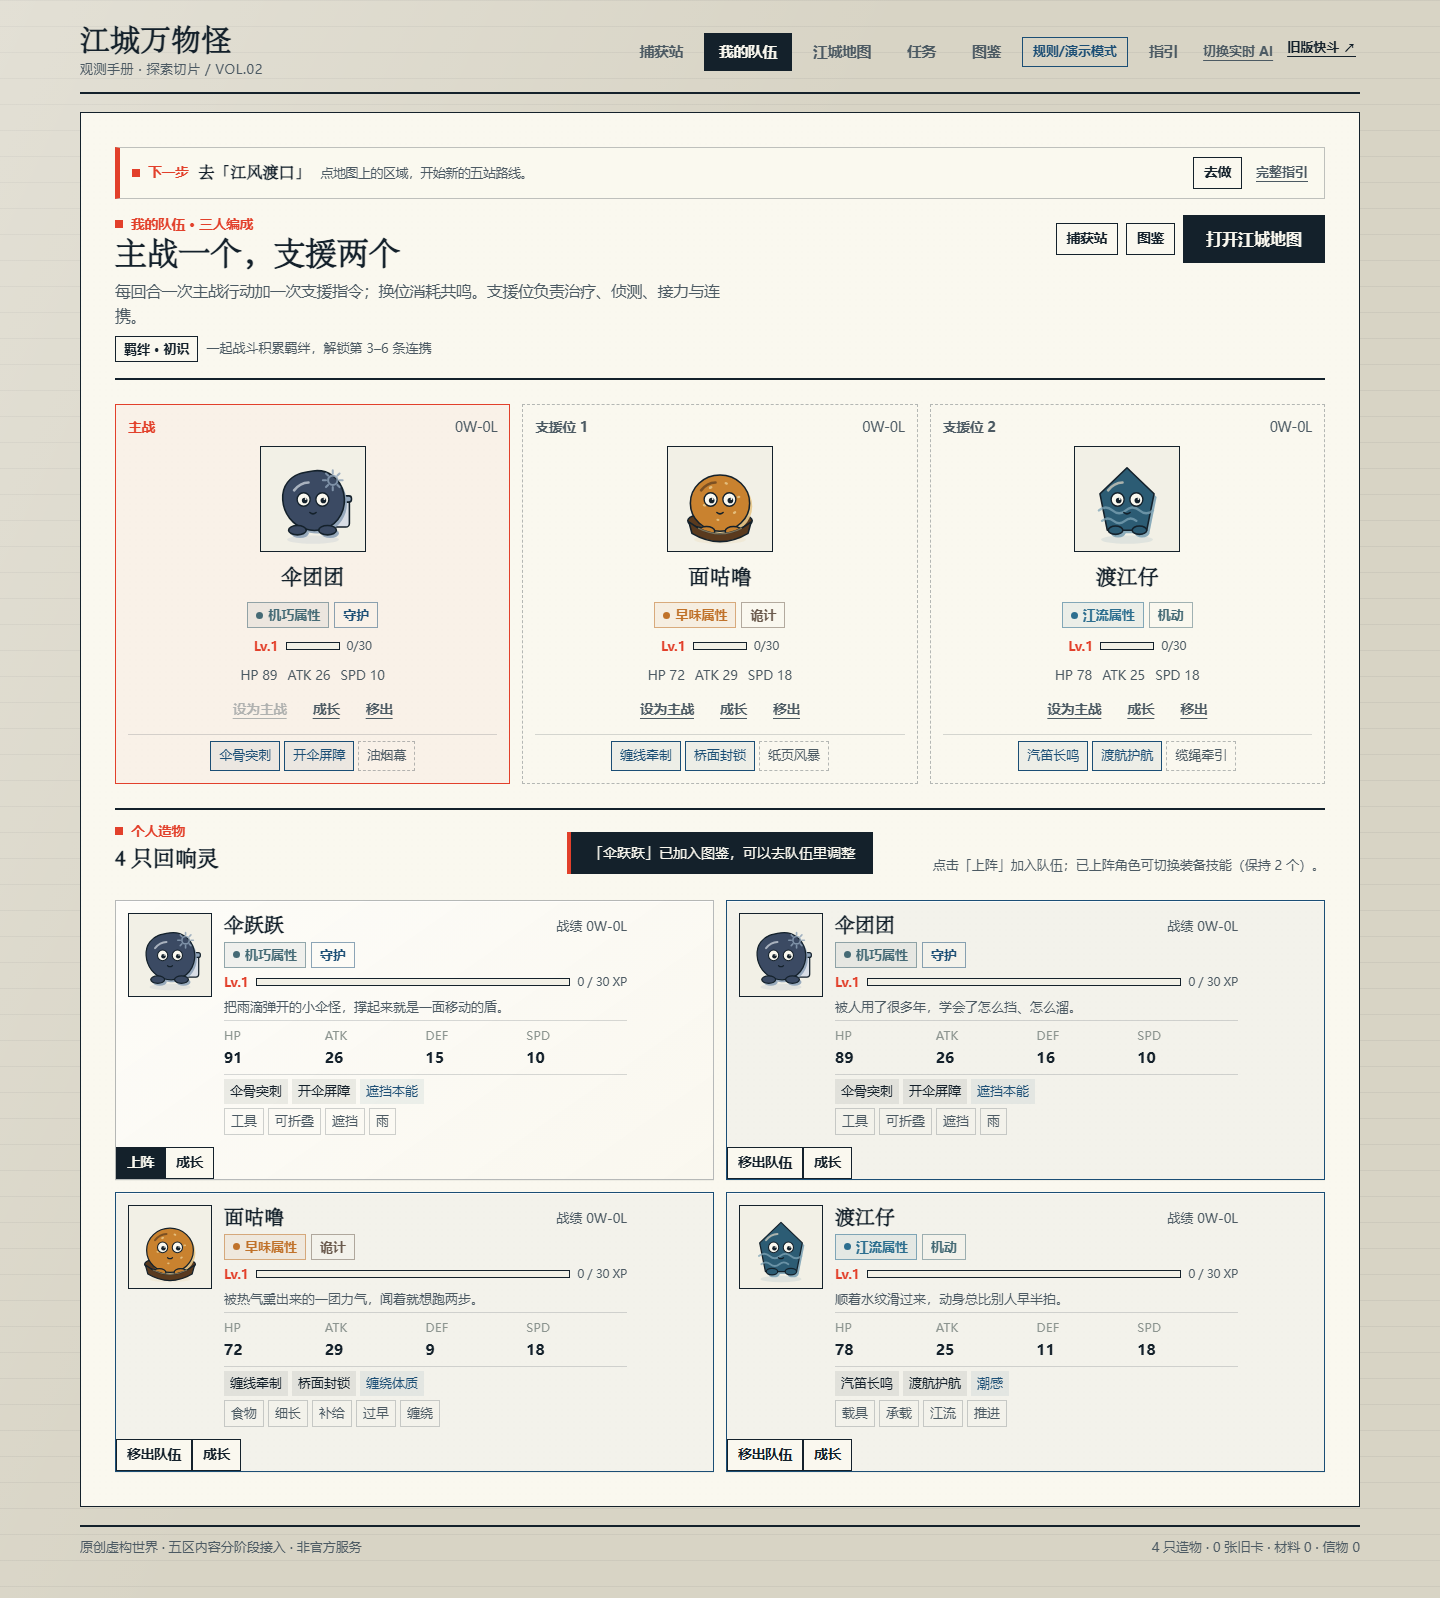 江城万物怪
观测手册 · 探索切片 / VOL.02
捕获站 我的队伍 江城地图 任务 图鉴 规则/演示模式 指引 切换实时 AI 旧版快斗 ↗
下一步 去「江风渡口」 点地图上的区域，开始新的五站路线。 去做 完整指引
我的队伍 • 三人编成
主战一个，支援两个
捕获站 图鉴 打开江城地图
每回合一次主战行动加一次支援指令；换位消耗共鸣。支援位负责治疗、侦测、接力与连
携。
羁绊 • 初识 一起战斗积累羁绊，解锁第 3–6 条连携
主战 0W-0L
伞团团
机巧属性 守护
Lv.1 0/30
HP 89 ATK 26 SPD 10
设为主战 成长 移出
伞骨突刺 开伞屏障 油烟幕
支援位 1 0W-0L
面咕噜
早味属性 诡计
Lv.1 0/30
HP 72 ATK 29 SPD 18
设为主战 成长 移出
缠线牵制 桥面封锁 纸页风暴
支援位 2 0W-0L
渡江仔
江流属性 机动
Lv.1 0/30
HP 78 ATK 25 SPD 18
设为主战 成长 移出
汽笛长鸣 渡航护航 缆绳牵引
个人造物
4 只回响灵
「伞跃跃」已加入图鉴，可以去队伍里调整
点击「上阵」加入队伍；已上阵角色可切换装备技能（保持 2 个）。
伞跃跃 战绩 0W-0L
机巧属性 守护
Lv.1 0 / 30 XP
把雨滴弹开的小伞怪，撑起来就是一面移动的盾。
HP ATK DEF SPD
91 26 15 10
伞骨突刺 开伞屏障 遮挡本能
工具 可折叠 遮挡 雨
上阵 成长
伞团团 战绩 0W-0L
机巧属性 守护
Lv.1 0 / 30 XP
被人用了很多年，学会了怎么挡、怎么溜。
HP ATK DEF SPD
89 26 16 10
伞骨突刺 开伞屏障 遮挡本能
工具 可折叠 遮挡 雨
移出队伍 成长
面咕噜 战绩 0W-0L
早味属性 诡计
Lv.1 0 / 30 XP
被热气熏出来的一团力气，闻着就想跑两步。
HP ATK DEF SPD
72 29 9 18
缠线牵制 桥面封锁 缠绕体质
食物 细长 补给 过早 缠绕
移出队伍 成长
渡江仔 战绩 0W-0L
江流属性 机动
Lv.1 0 / 30 XP
顺着水纹滑过来，动身总比别人早半拍。
HP ATK DEF SPD
78 25 11 18
汽笛长鸣 渡航护航 潮感
载具 承载 江流 推进
移出队伍 成长
原创虚构世界 · 五区内容分阶段接入 · 非官方服务
4 只造物 · 0 张旧卡 · 材料 0 · 信物 0